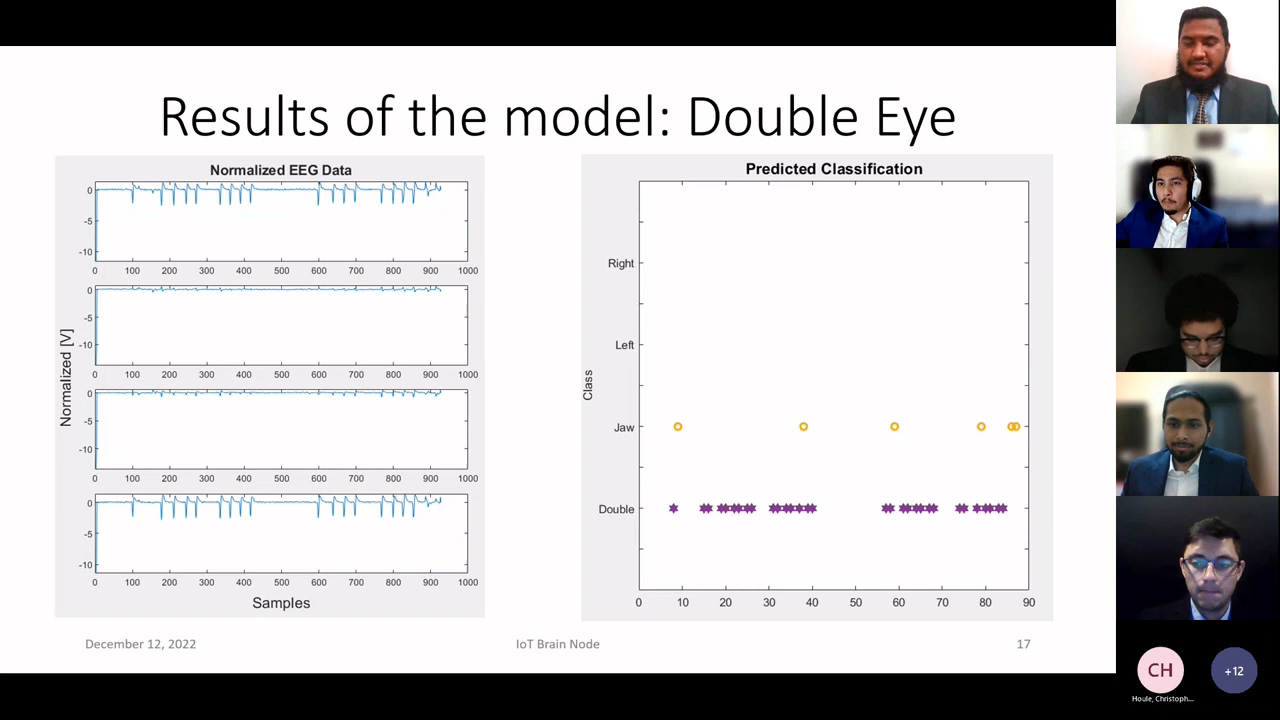 Results of the model: Double Eye
Normalized EEG Data
0
-5
-10
0 100 200 300 400 500 600 700 800 900 1000
0
-5
-10
0 100 200 300 400 500 600 700 800 900 1000
0
-5
-10
0 100 200 300 400 500 600 700 800 900 1000
0
-5
-10
0 100 200 300 400 500 600 700 800 900 1000
Normalized [V]
Samples
Predicted Classification
Right
Left
Jaw
Double
Class
0 10 20 30 40 50 60 70 80 90
December 12, 2022 IoT Brain Node 17
CH
+12
Houle, Christoph...